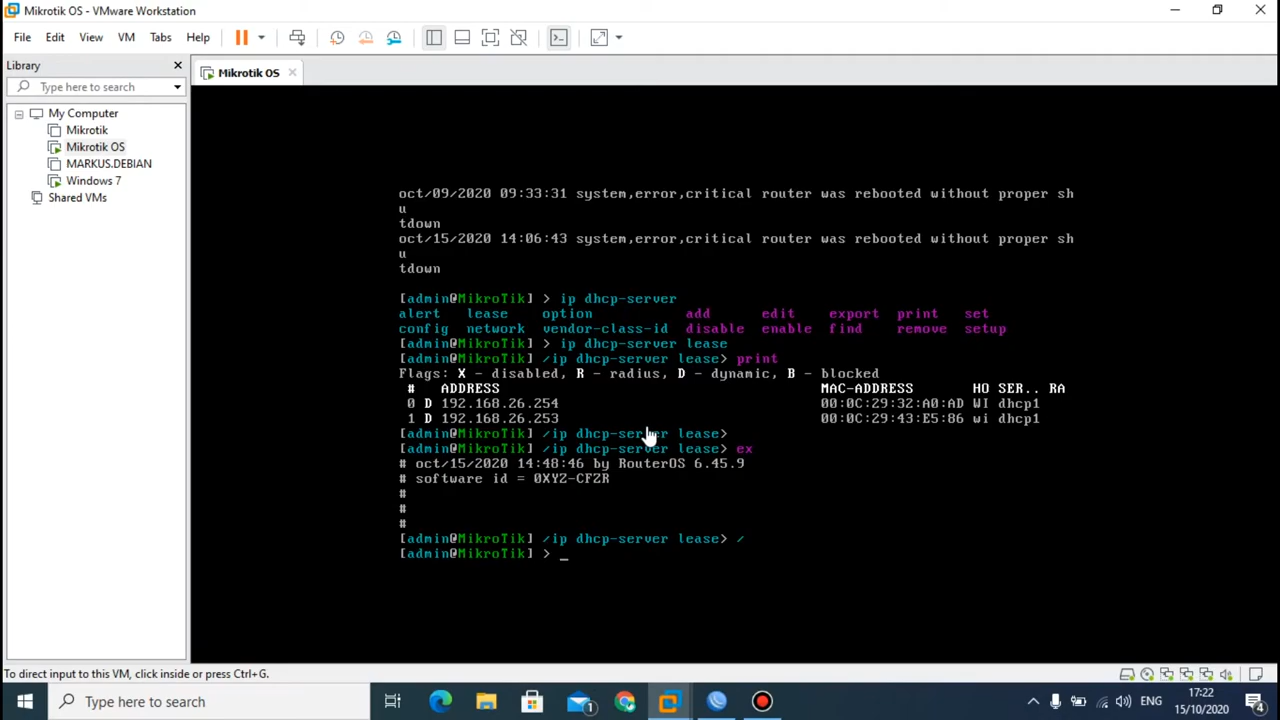 Mikrotik OS - VMware Workstation
File Edit View VM Tabs Help
Library
Type here to search
My Computer
Mikrotik
Mikrotik OS
MARKUS.DEBIAN
Windows 7
Shared VMs
Mikrotik OS
oct/09/2020 09:33:31 system,error,critical router was rebooted without proper sh
u
tdown
oct/15/2020 14:06:43 system,error,critical router was rebooted without proper sh
u
tdown
[admin@MikroTik] > ip dhcp-server
alert lease option add edit export print set
config network vendor-class-id disable enable find remove setup
[admin@MikroTik] > ip dhcp-server lease
[admin@MikroTik] /ip dhcp-server lease> print
Flags: X - disabled, R - radius, D - dynamic, B - blocked
# ADDRESS MAC-ADDRESS HO SER.. RA
0 D 192.168.26.254 00:0C:29:32:A0:AD WI dhcp1
1 D 192.168.26.253 00:0C:29:43:E5:86 wi dhcp1
[admin@MikroTik] /ip dhcp-server lease>
[admin@MikroTik] /ip dhcp-server lease> ex
# oct/15/2020 14:48:46 by RouterOS 6.45.9
# software id = 0XYZ-CFZR
#
#
#
[admin@MikroTik] /ip dhcp-server lease> /
[admin@MikroTik] > _
To direct input to this VM, click inside or press Ctrl+G.
Type here to search
1
ENG
17:22
15/10/2020
4